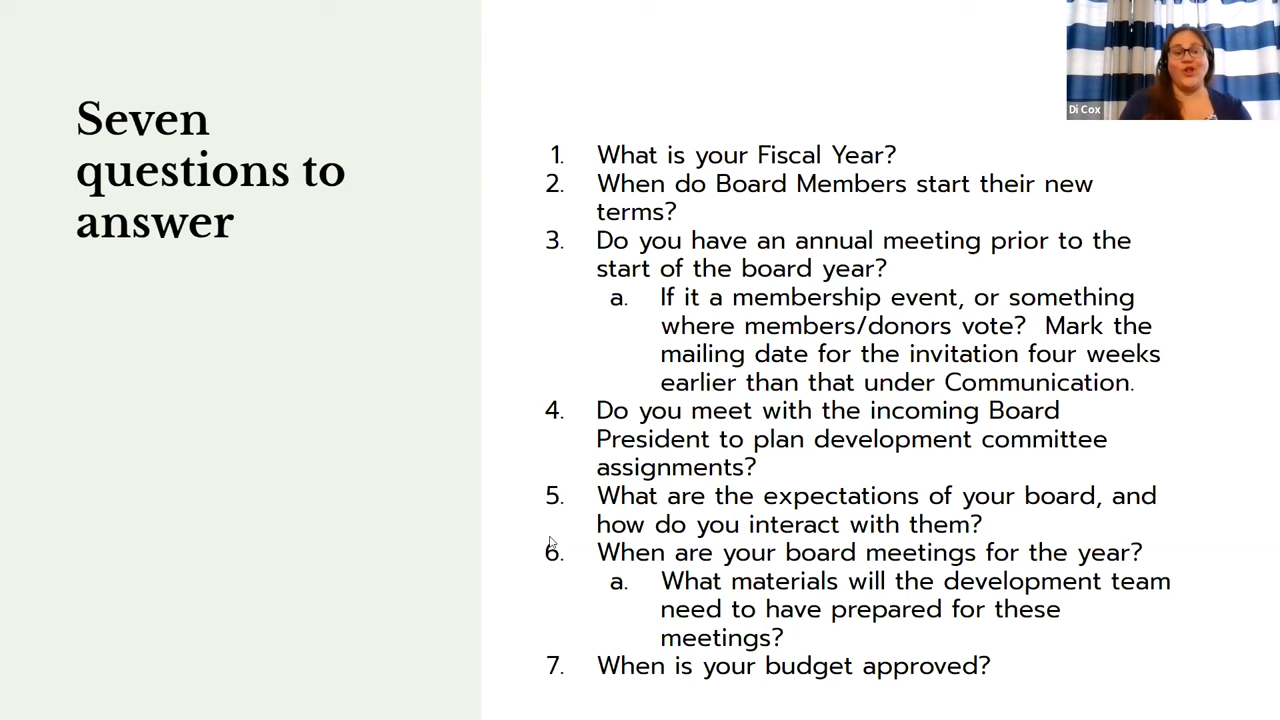 Seven
questions to
answer
Di Cox
1. What is your Fiscal Year?
2. When do Board Members start their new
terms?
3. Do you have an annual meeting prior to the
start of the board year?
a. If it a membership event, or something
where members/donors vote? Mark the
mailing date for the invitation four weeks
earlier than that under Communication.
4. Do you meet with the incoming Board
President to plan development committee
assignments?
5. What are the expectations of your board, and
how do you interact with them?
6. When are your board meetings for the year?
a. What materials will the development team
need to have prepared for these
meetings?
7. When is your budget approved?